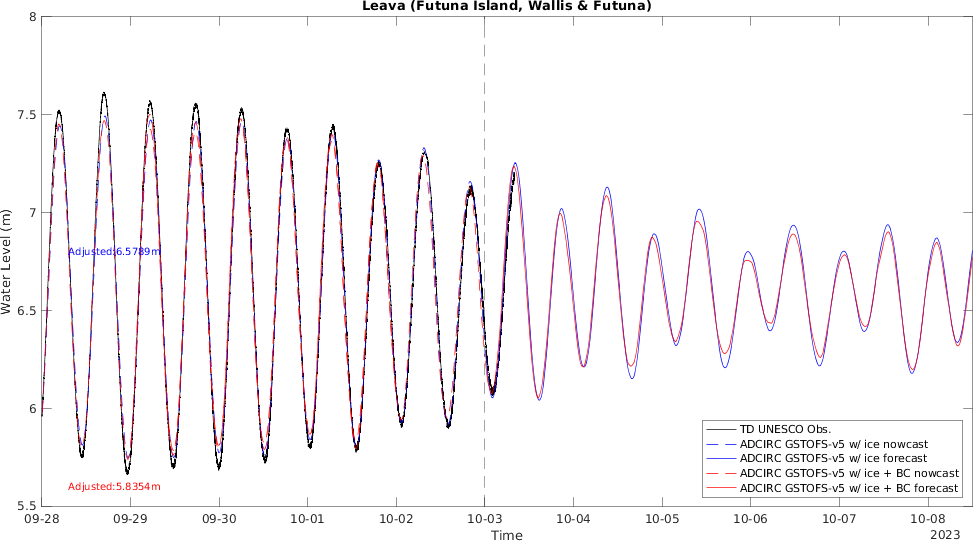 Leava (Futuna Island, Wallis & Futuna)
8
7.5
7
6.5
6
5.5
Water Level (m)
Adjusted:6.5789m
Adjusted:5.8354m
TD UNESCO Obs.
ADCIRC GSTOFS-v5 w/ ice nowcast
ADCIRC GSTOFS-v5 w/ ice forecast
ADCIRC GSTOFS-v5 w/ ice + BC nowcast
ADCIRC GSTOFS-v5 w/ ice + BC forecast
09-28 09-29 09-30 10-01 10-02 10-03 10-04 10-05 10-06 10-07 10-08
Time
2023